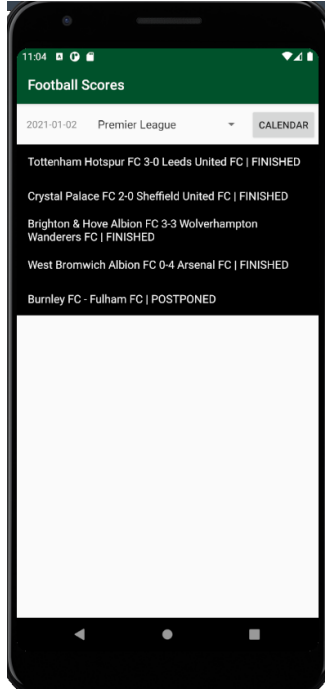 11:04
Football Scores
2021-01-02 Premier League CALENDAR
Tottenham Hotspur FC 3-0 Leeds United FC | FINISHED
Crystal Palace FC 2-0 Sheffield United FC | FINISHED
Brighton & Hove Albion FC 3-3 Wolverhampton
Wanderers FC | FINISHED
West Bromwich Albion FC 0-4 Arsenal FC | FINISHED
Burnley FC - Fulham FC | POSTPONED